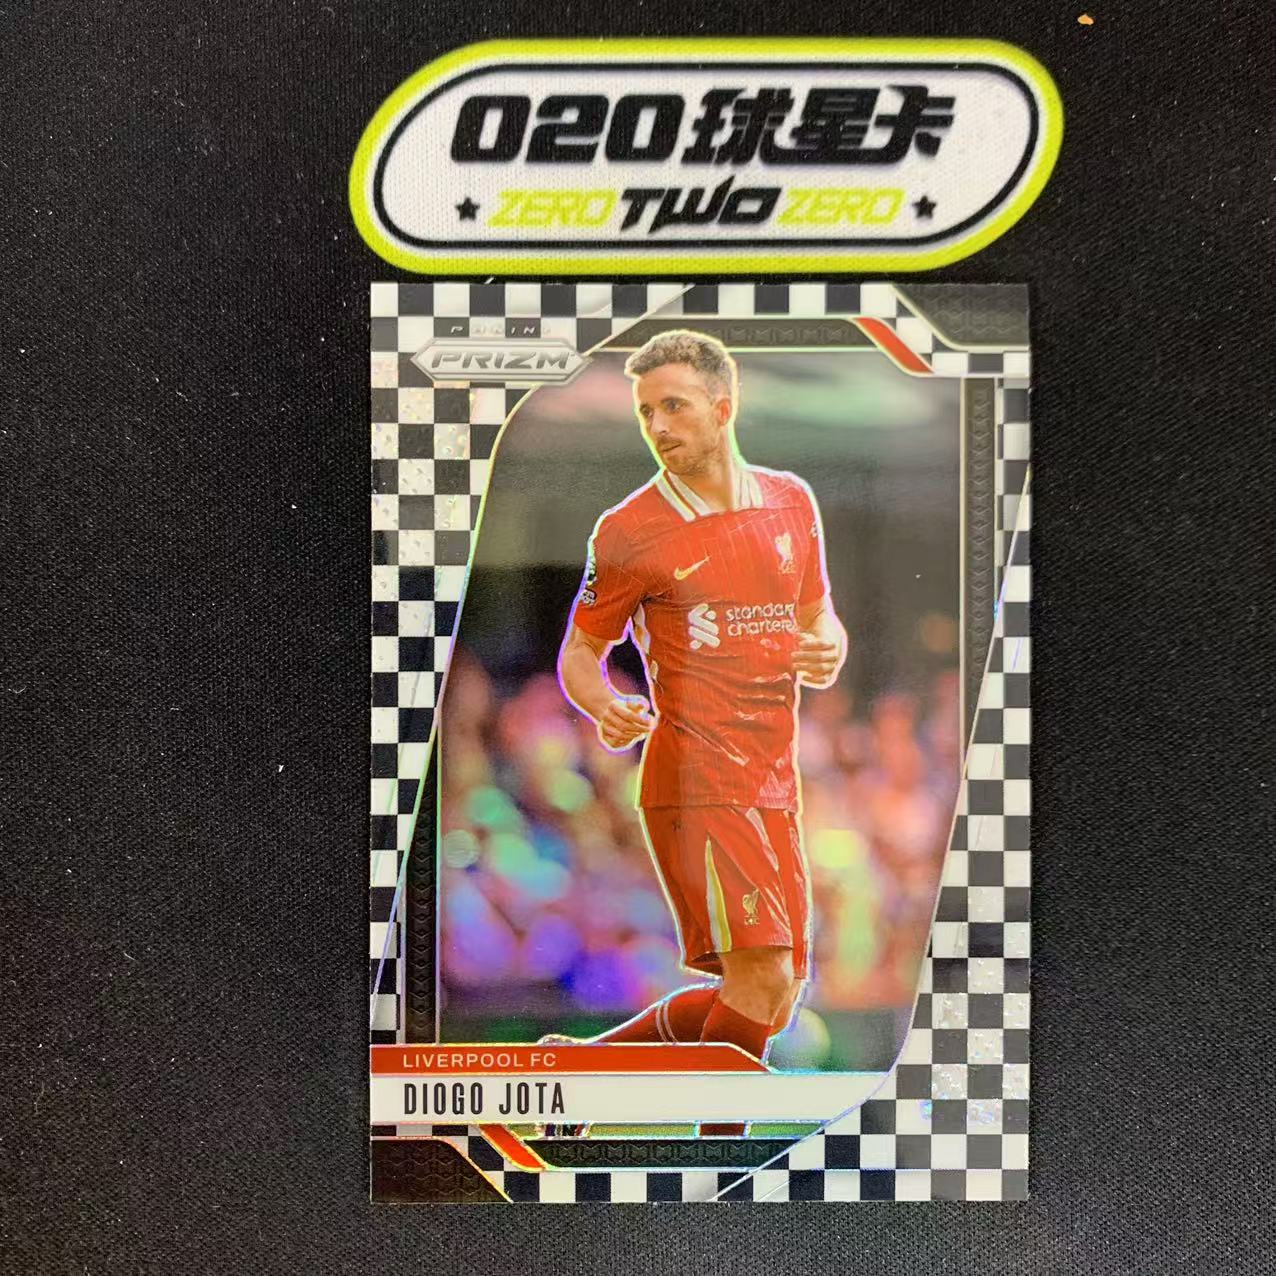 020球星卡
ZERO TWO ZERO
PANINI
PRIZM
standard
chartered
L.F.C.
L.F.C.
LIVERPOOL FC
DIOGO JOTA